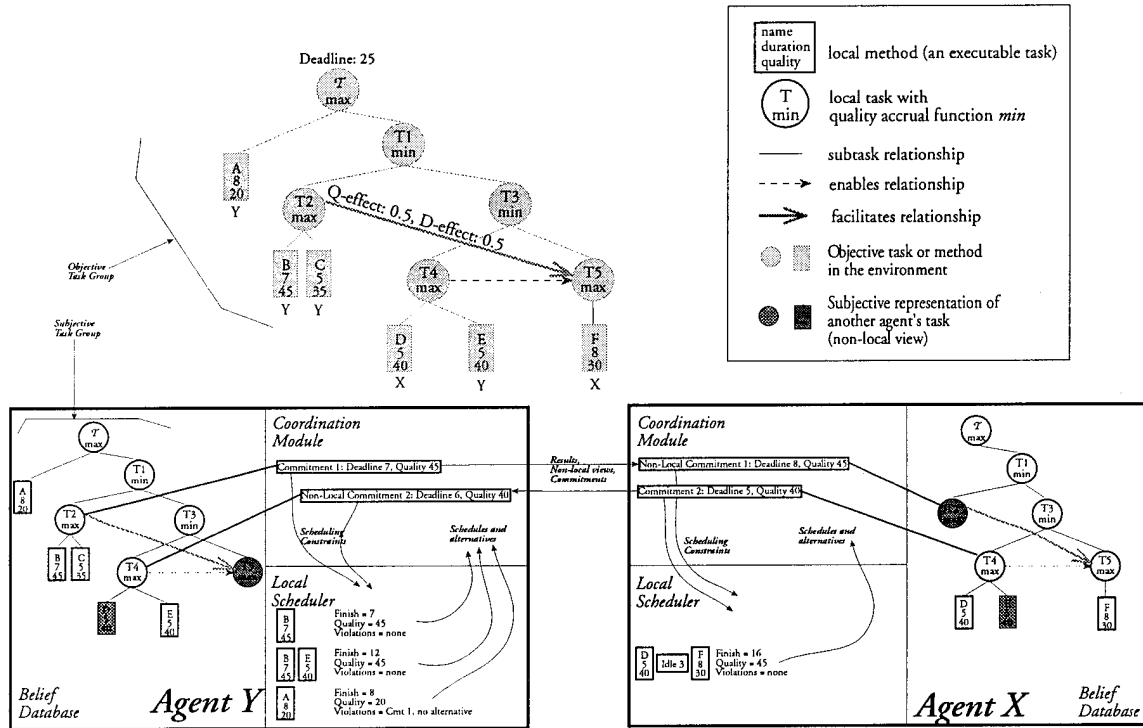 Deadline: 25
T
max
T1
min
A
8
20
Y
T2
max
Q-effect: 0.5, D-effect: 0.5
T3
min
B
7
45
Y
C
5
35
Y
T4
max
T5
max
D
5
40
X
E
5
40
Y
F
8
30
X
Objective
Task Group
Subjective
Task Group
name
duration
quality
local method (an executable task)
T
min
local task with
quality accrual function min
subtask relationship
enables relationship
facilitates relationship
Objective task or method
in the environment
Subjective representation of
another agent's task
(non-local view)
T
max
T1
min
A
8
20
T2
max
T3
min
B
7
45
C
5
35
T4
max
E
5
40
Belief
Database
Agent Y
Coordination
Module
Commitment 1: Deadline 7, Quality 45
Non-Local Commitment 2: Deadline 6, Quality 40
Scheduling
Constraints
Schedules and
alternatives
Local
Scheduler
B
7
45
Finish = 7
Quality = 45
Violations = none
B
7
45
E
5
40
Finish = 12
Quality = 45
Violations = none
A
8
20
Finish = 8
Quality = 20
Violations = Cmt 1, no alternative
Results,
Non-local views,
Commitments
Coordination
Module
Non-Local Commitment 1: Deadline 8, Quality 45
Commitment 2: Deadline 5, Quality 40
Scheduling
Constraints
Schedules and
alternatives
Local
Scheduler
D
5
40
Idle 3
F
8
30
Finish = 16
Quality = 45
Violations = none
T
max
T1
min
T3
min
T4
max
T5
max
D
5
40
F
8
30
Agent X
Belief
Database